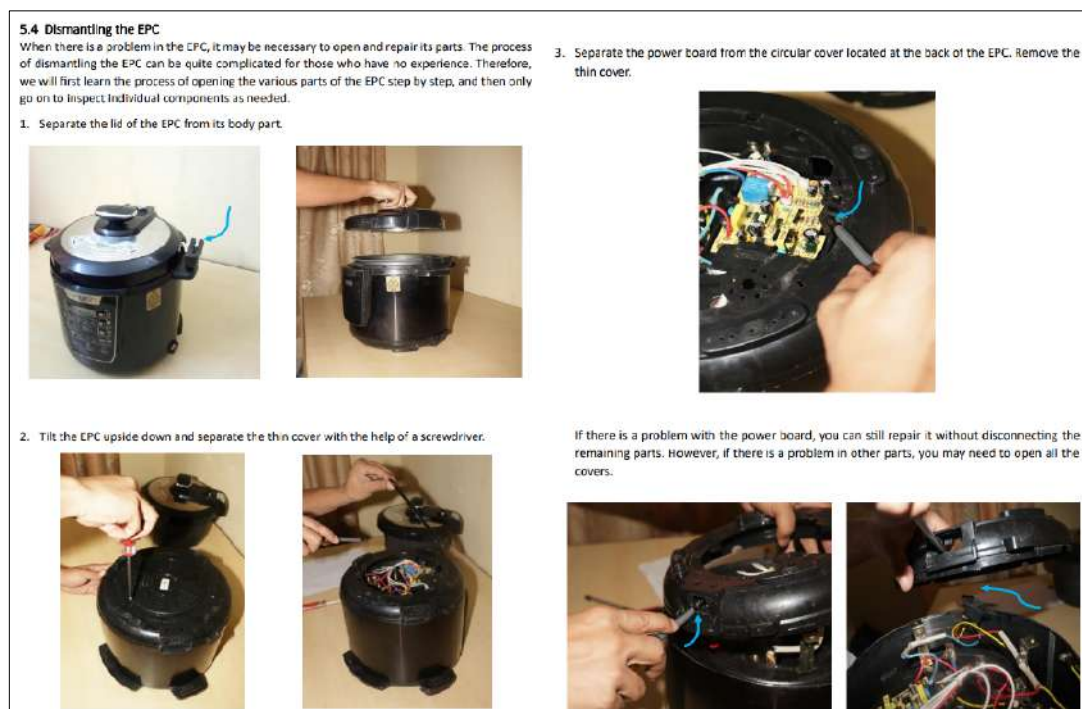 5.4 Dismantling the EPC
When there is a problem in the EPC, it may be necessary to open and repair its parts. The process
of dismantling the EPC can be quite complicated for those who have no experience. Therefore,
we will first learn the process of opening the various parts of the EPC step by step, and then only
go on to inspect individual components as needed.
1. Separate the lid of the EPC from its body part.
2. Tilt the EPC upside down and separate the thin cover with the help of a screwdriver.
3. Separate the power board from the circular cover located at the back of the EPC. Remove the
thin cover.
If there is a problem with the power board, you can still repair it without disconnecting the
remaining parts. However, if there is a problem in other parts, you may need to open all the
covers.